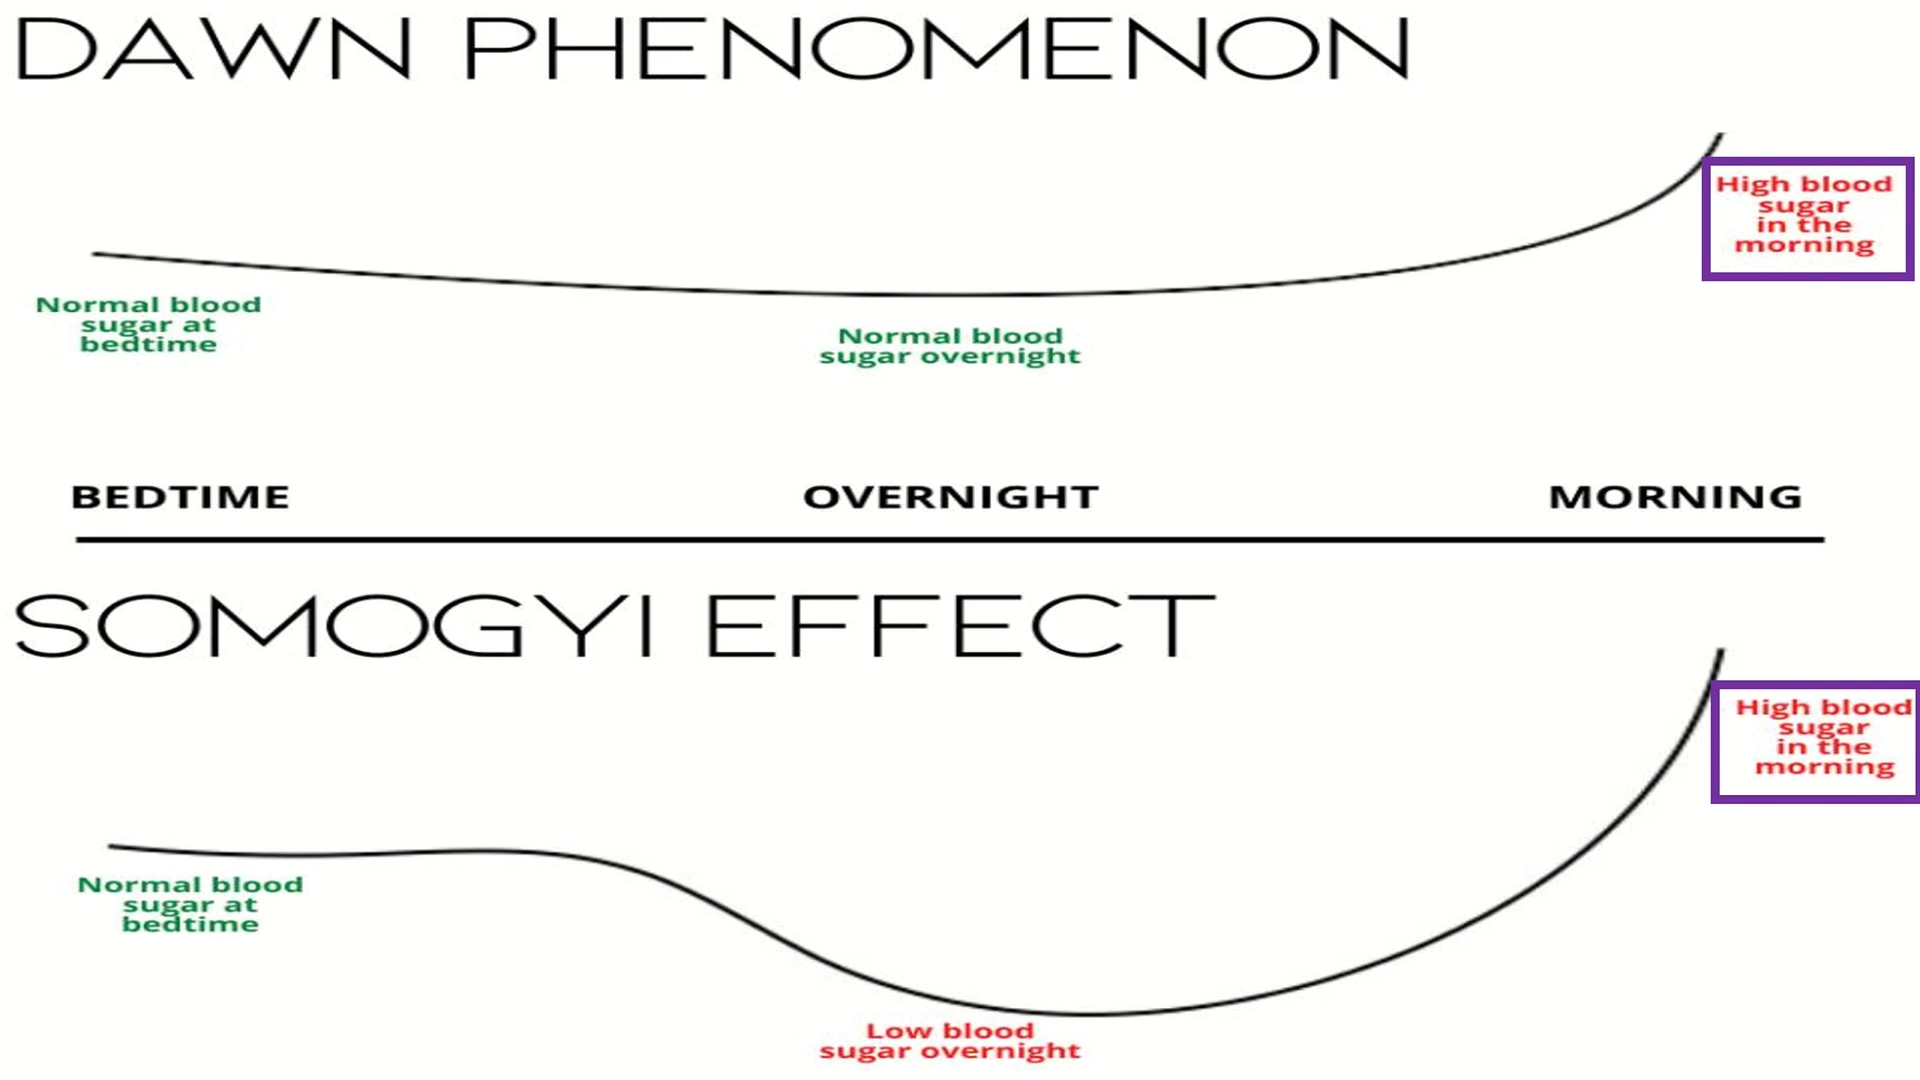 DAWN PHENOMENON
High blood
sugar
in the
morning
Normal blood
sugar at
bedtime
Normal blood
sugar overnight
BEDTIME
OVERNIGHT
MORNING
SOMOGYI EFFECT
High blood
sugar
in the
morning
Normal blood
sugar at
bedtime
Low blood
sugar overnight